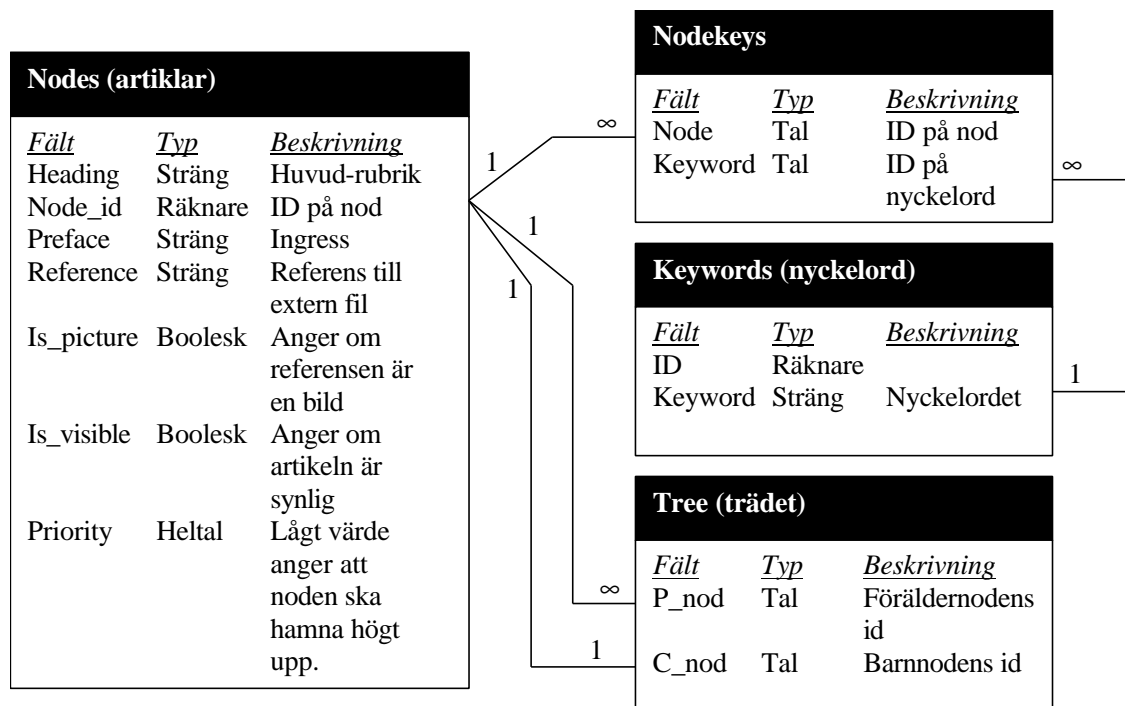 Nodes (artiklar)
Fält Typ Beskrivning
Heading Sträng Huvud-rubrik
Node_id Räknare ID på nod
Preface Sträng Ingress
Reference Sträng Referens till
extern fil
Is_picture Boolesk Anger om
referensen är
en bild
Is_visible Boolesk Anger om
artikeln är
synlig
Priority Heltal Lågt värde
anger att
noden ska
hamna högt
upp.
1
∞
1
1
∞
1
Nodekeys
Fält Typ Beskrivning
Node Tal ID på nod
Keyword Tal ID på
nyckelord
∞
Keywords (nyckelord)
Fält Typ Beskrivning
ID Räknare
Keyword Sträng Nyckelordet
1
Tree (trädet)
Fält Typ Beskrivning
P_nod Tal Föräldernodens
id
C_nod Tal Barnnodens id